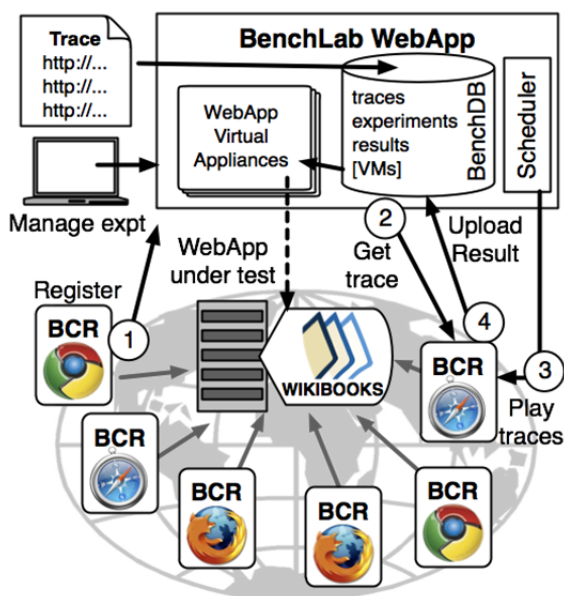 Trace
http://...
http://...
http://...
BenchLab WebApp
WebApp
Virtual
Appliances
traces
experiments
results
[VMs]
BenchDB
Scheduler
Manage expt
WebApp
under test
2
Get
trace
Upload
Result
Register
BCR
1
4
3
Play
traces
BCR
WIKIBOOKS
BCR
BCR
BCR
BCR